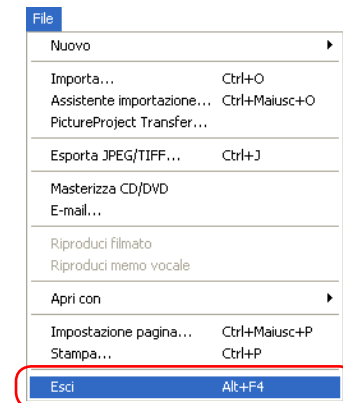 File
Nuovo
Importa... Ctrl+O
Assistente importazione... Ctrl+Maiusc+O
PictureProject Transfer...
Esporta JPEG/TIFF... Ctrl+J
Masterizza CD/DVD
E-mail...
Riproduci filmato
Riproduci memo vocale
Apri con
Impostazione pagina... Ctrl+Maiusc+P
Stampa... Ctrl+P
Esci Alt+F4